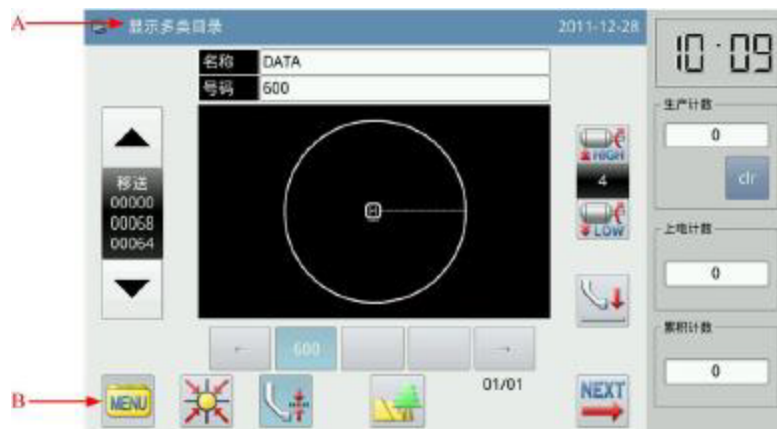 A
显示多类目录
2011-12-28
10:09
名称
DATA
号码
600
生产计数
0
clr
移送
00000
00068
00064
HIGH
4
LOW
上电计数
0
累积计数
0
←
600
→
01/01
B
MENU
NEXT